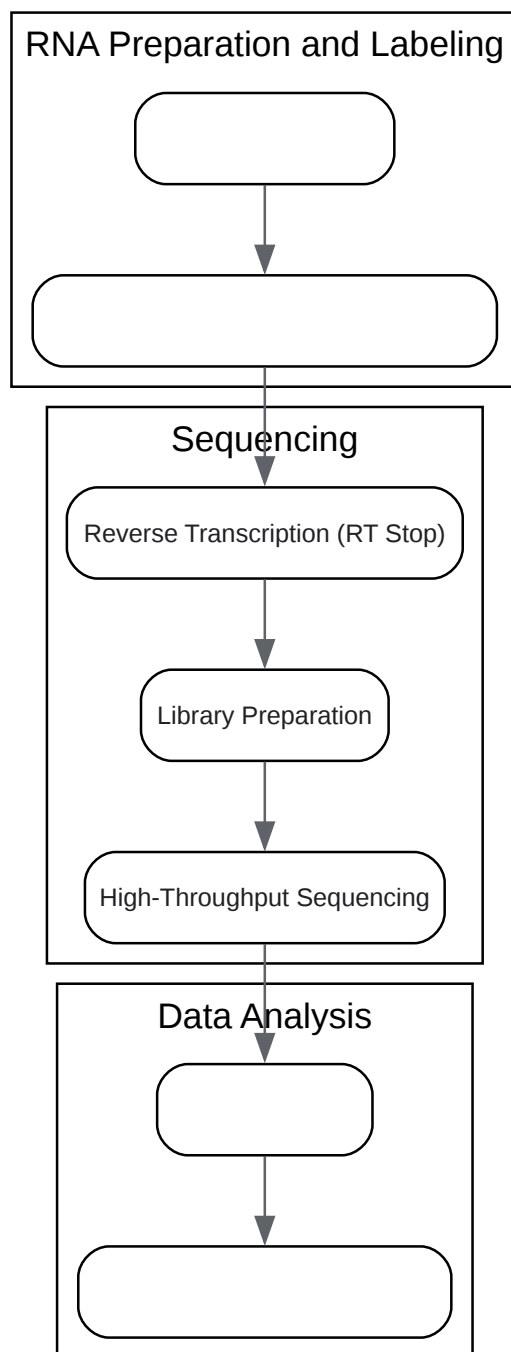 RNA Preparation and Labeling
Sequencing
Reverse Transcription (RT Stop)
Library Preparation
High-Throughput Sequencing
Data Analysis